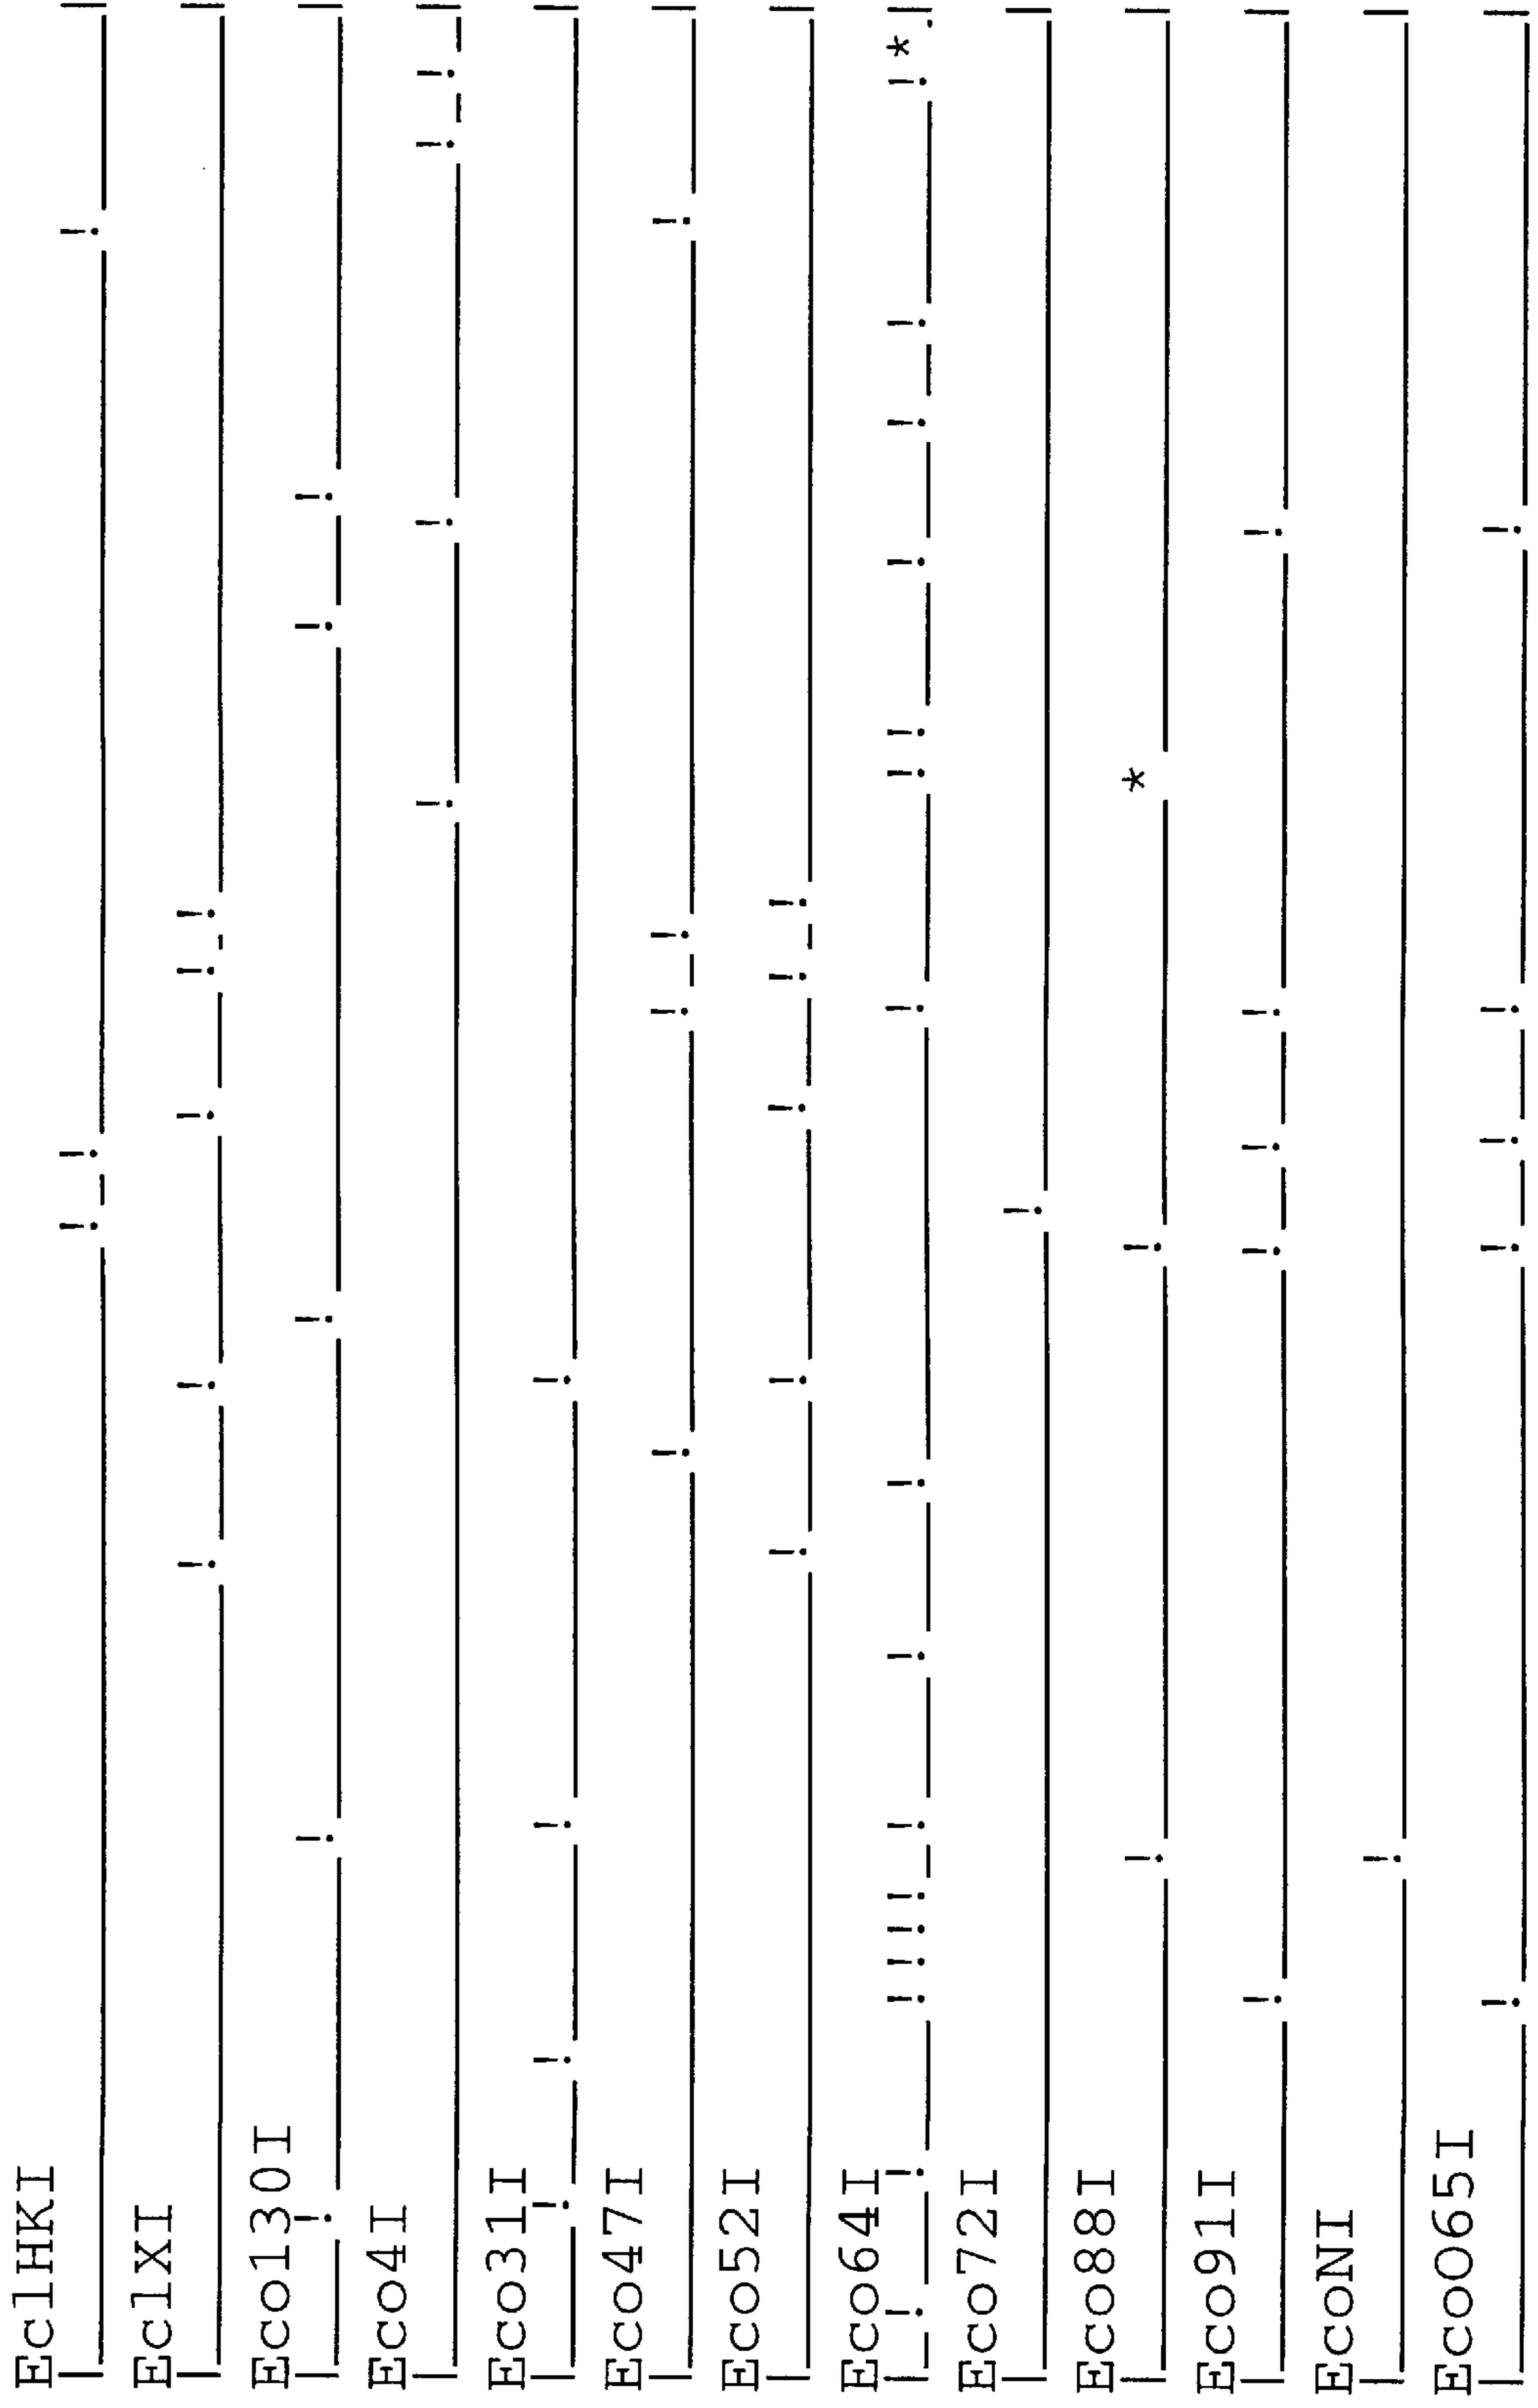 EclHKI
EclXI
Eco130I
Eco4I
Eco31I
Eco47I
Eco52I
Eco64I
*
Eco72I
Eco88I
*
Eco91I
EcoNI
EcoO65I